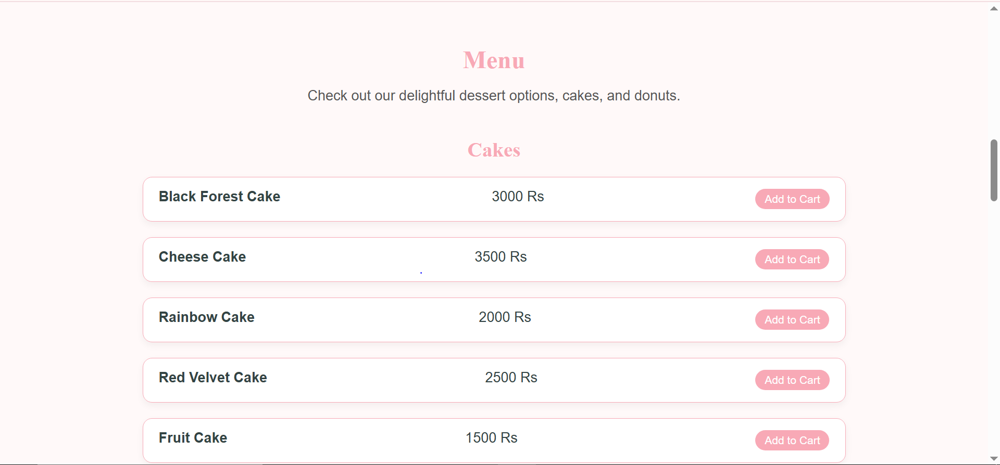 Menu
Check out our delightful dessert options, cakes, and donuts.
Cakes
Black Forest Cake 3000 Rs Add to Cart
Cheese Cake 3500 Rs Add to Cart
Rainbow Cake 2000 Rs Add to Cart
Red Velvet Cake 2500 Rs Add to Cart
Fruit Cake 1500 Rs Add to Cart